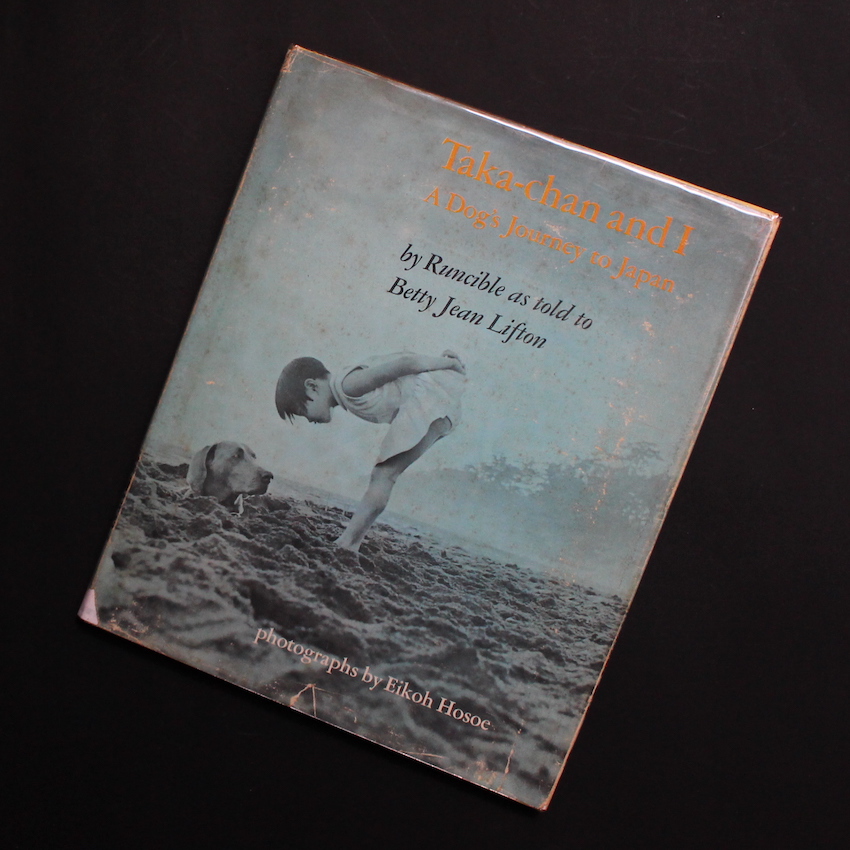 Taka-chan and I
A Dog's Journey to Japan
by Runcible as told to
Betty Jean Lifton
photographs by Eikoh Hosoe